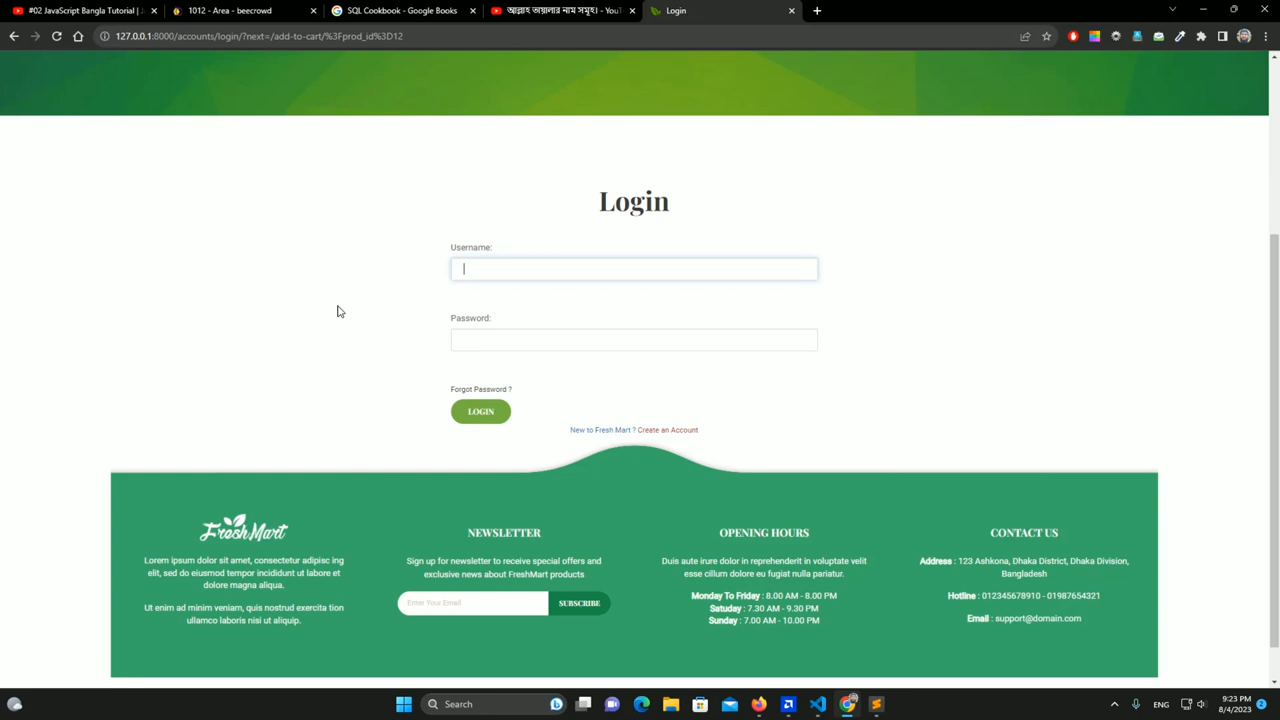 #02 JavaScript Bangla Tutorial |
1012 - Area - beecrowd
SQL Cookbook - Google Books
আল্লাহ তায়ালার নাম সমূহ। - YouT
Login
127.0.0.1:8000/accounts/login/?next=/add-to-cart/%3Fprod_id%3D12
Login
Username:
Password:
Forgot Password ?
LOGIN
New to Fresh Mart ? Create an Account
FreshMart
Lorem ipsum dolor sit amet, consectetur adipisc ing
elit, sed do eiusmod tempor incididunt ut labore et
dolore magna aliqua.
Ut enim ad minim veniam, quis nostrud exercita tion
ullamco laboris nisi ut aliquip.
NEWSLETTER
Sign up for newsletter to receive special offers and
exclusive news about FreshMart products
Enter Your Email
SUBSCRIBE
OPENING HOURS
Duis aute irure dolor in reprehenderit in voluptate velit
esse cillum dolore eu fugiat nulla pariatur.
Monday To Friday : 8.00 AM - 8.00 PM
Satuday : 7.30 AM - 9.30 PM
Sunday : 7.00 AM - 10.00 PM
CONTACT US
Address : 123 Ashkona, Dhaka District, Dhaka Division,
Bangladesh
Hotline : 012345678910 - 01987654321
Email : support@domain.com
Search
ENG
9:23 PM
8/4/2023
2